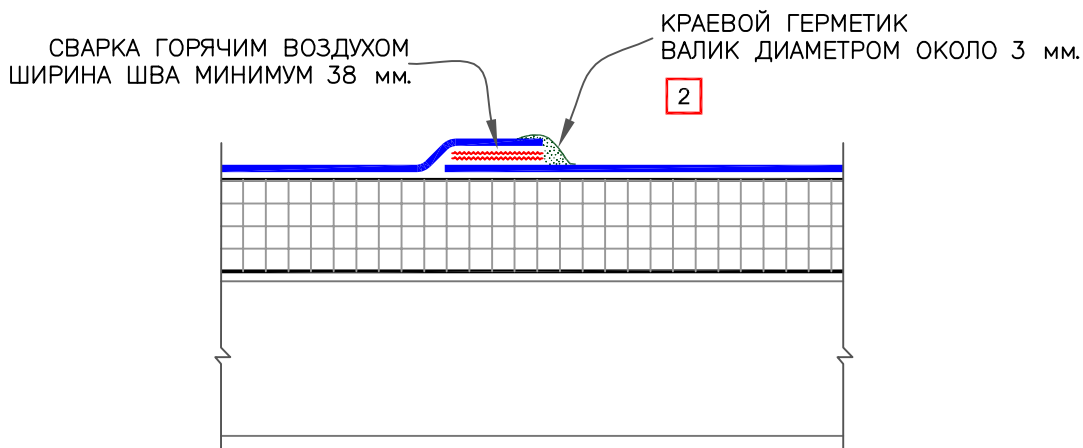 СВАРКА ГОРЯЧИМ ВОЗДУХОМ
ШИРИНА ШВА МИНИМУМ 38 мм.
КРАЕВОЙ ГЕРМЕТИК
ВАЛИК ДИАМЕТРОМ ОКОЛО 3 мм.
2